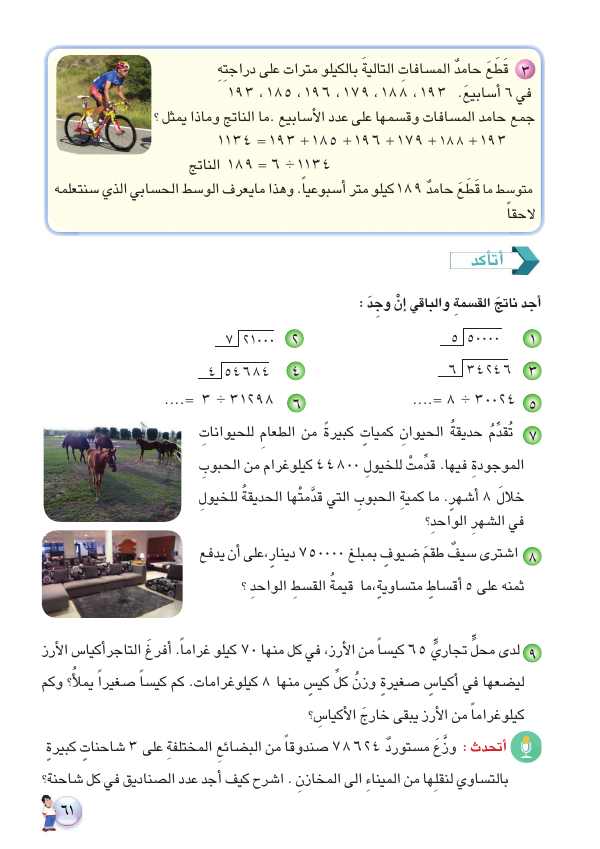 ٣ قَطَعَ حامدٌ المسافاتِ التاليةَ بالكيلو مترات على دراجتِهِ
في ٦ أسابيعَ. ١٩٣ ، ١٨٨ ، ١٧٩ ، ١٩٦ ، ١٨٥ ، ١٩٣
جمع حامد المسافات وقسمها على عدد الأسابيع .ما الناتج وماذا يمثل ؟
١٩٣ + ١٨٨ + ١٧٩ + ١٩٦ + ١٨٥ + ١٩٣ = ١١٣٤
١١٣٤ ÷ ٦ = ١٨٩ الناتج
متوسط ما قَطَعَ حامدٌ ١٨٩ كيلو متر أسبوعياً. وهذا مايعرف الوسط الحسابي الذي سنتعلمه
لاحقاً
أتأكد
أجد ناتجَ القسمةِ والباقي إنْ وجِدَ :
١ ٥٠٠٠٠ ٥
٢ ٢١٠٠٠ ٧
٣ ٣٤٢٤٦ ٦
٤ ٥٤٦٨٤ ٤
٥ ٣٠٠٢٤ ÷ ٨ =....
٦ ٣١٢٩٨ ÷ ٣ =....
٧ تُقدِّمُ حديقةُ الحيوانِ كمياتٍ كبيرةً من الطعامِ للحيواناتِ
الموجودةِ فيها. قدِّمتْ للخيولِ ٤٤٨٠٠ كيلوغرام من الحبوبِ
خلالَ ٨ أشهرٍ. ما كميةِ الحبوبِ التي قدَّمتْها الحديقةُ للخيولِ
في الشهرِ الواحدِ؟
٨ اشترى سيفٌ طقمَ ضيوفٍ بمبلغ ٧٥٠٠٠٠ دينارٍ،على أن يدفع
ثمنه على ٥ أقساطٍ متساويةٍ،ما قيمةُ القسطِ الواحدِ ؟
٩ لدى محلٍّ تجاريٍّ ٦٥ كيساً من الأرزِ، في كل منها ٧٠ كيلو غراماً. أفرغَ التاجرأكياس الأرز
ليضعها في أكياسٍ صغيرةٍ وزنُ كلِّ كيسٍ منها ٨ كيلوغرامات. كم كيساً صغيراً يملأُ؟ وكم
كيلوغراماً من الأرز يبقى خارجَ الأكياسِ؟
أتحدث : وزَّعَ مستوردٌ ٧٨٦٢٤ صندوقاً من البضائعِ المختلفةِ على ٣ شاحناتٍ كبيرةٍ
بالتساوي لنقلِها من الميناءِ الى المخازنِ . اشرح كيف أجد عدد الصناديق في كل شاحنة؟
٦١